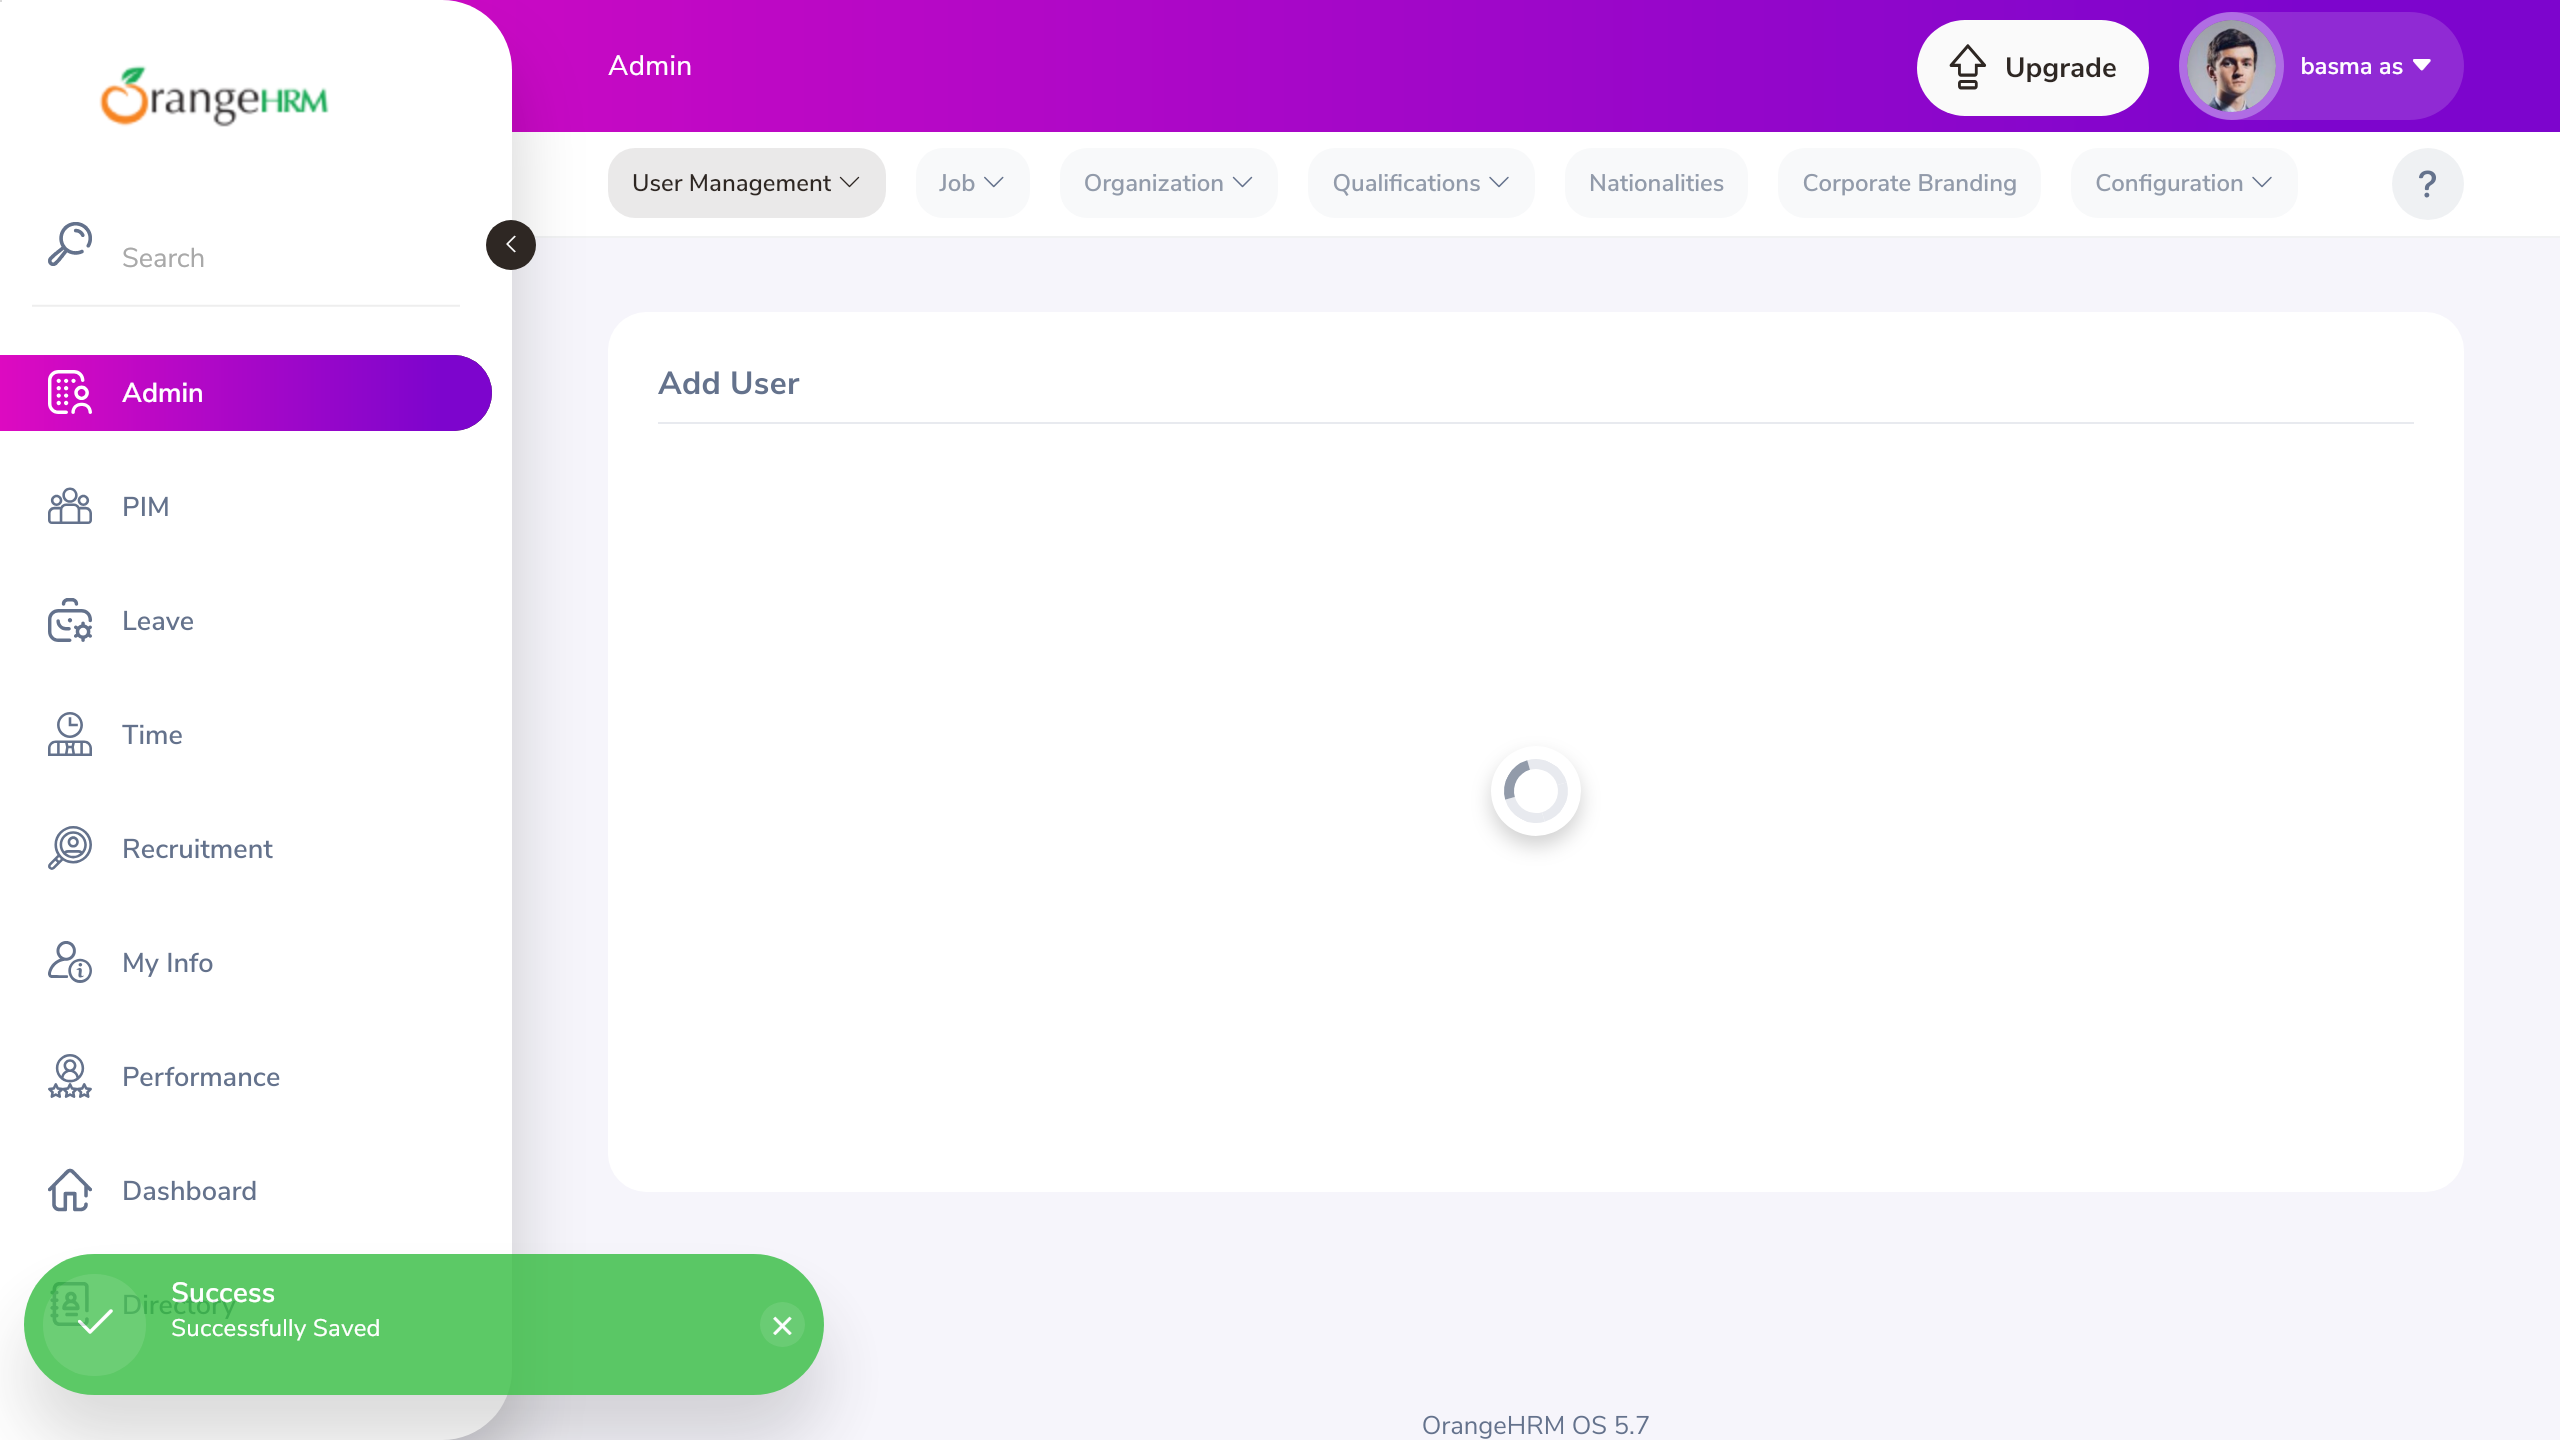 OrangeHRM
Admin
Upgrade
basma as
User Management
Job
Organization
Qualifications
Nationalities
Corporate Branding
Configuration
?
Search
Admin
PIM
Leave
Time
Recruitment
My Info
Performance
Dashboard
Directory
Add User
Success
Successfully Saved
OrangeHRM OS 5.7